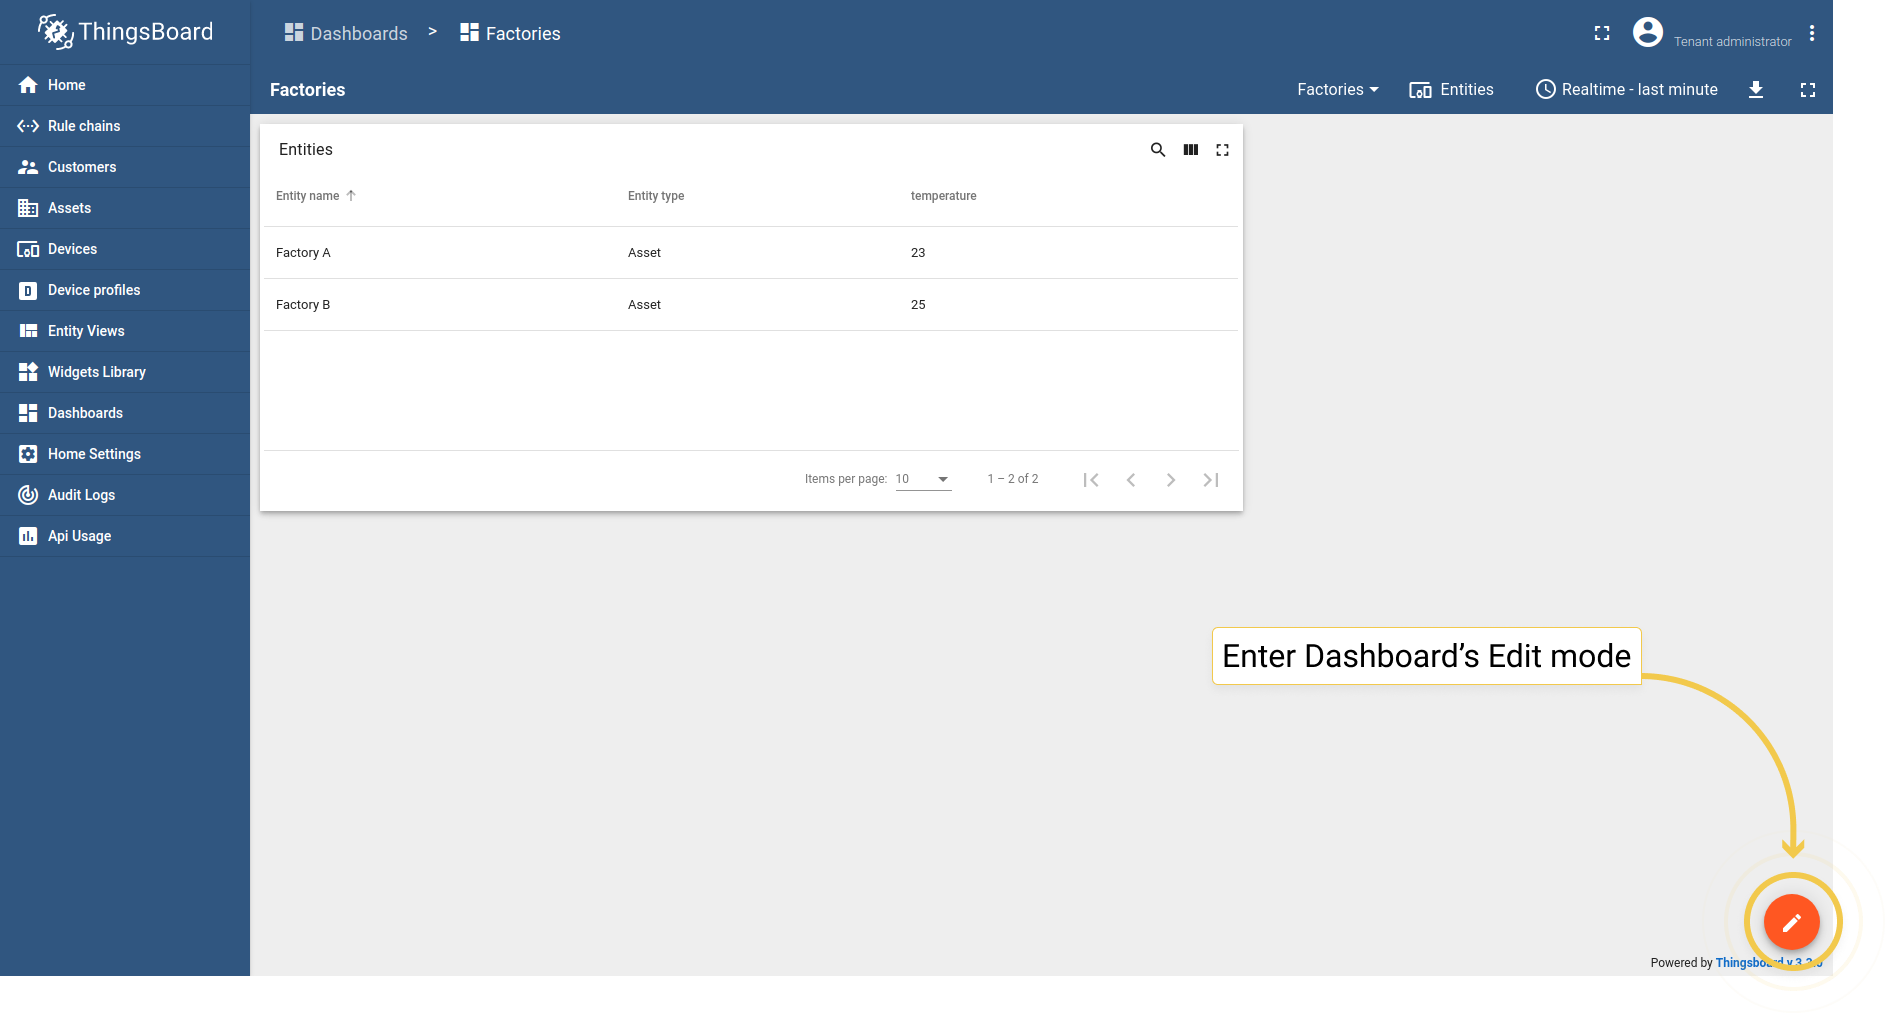 ThingsBoard
Dashboards > Factories
Tenant administrator
Home
Rule chains
Customers
Assets
Devices
Device profiles
Entity Views
Widgets Library
Dashboards
Home Settings
Audit Logs
Api Usage
Factories
Factories Entities Realtime - last minute
Entities
Entity name Entity type temperature
Factory A Asset 23
Factory B Asset 25
Items per page: 10 1 – 2 of 2
Enter Dashboard’s Edit mode
Powered by Thingsboard v.3.3.0